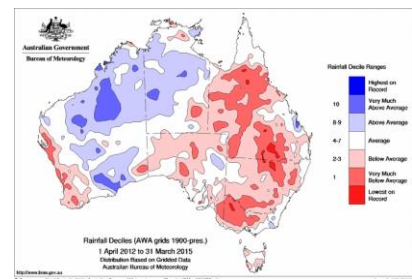 Australian Government
Bureau of Meteorology
Rainfall Decile Ranges
Highest on
Record
10
Very Much
Above Average
8-9
Above Average
4-7
Average
2-3
Below Average
1
Very Much
Below Average
Lowest on
Record
Rainfall Deciles (AWA grids 1900-pres.)
1 April 2012 to 31 March 2015
Distribution Based on Gridded Data
Australian Bureau of Meteorology
http://www.bom.gov.au